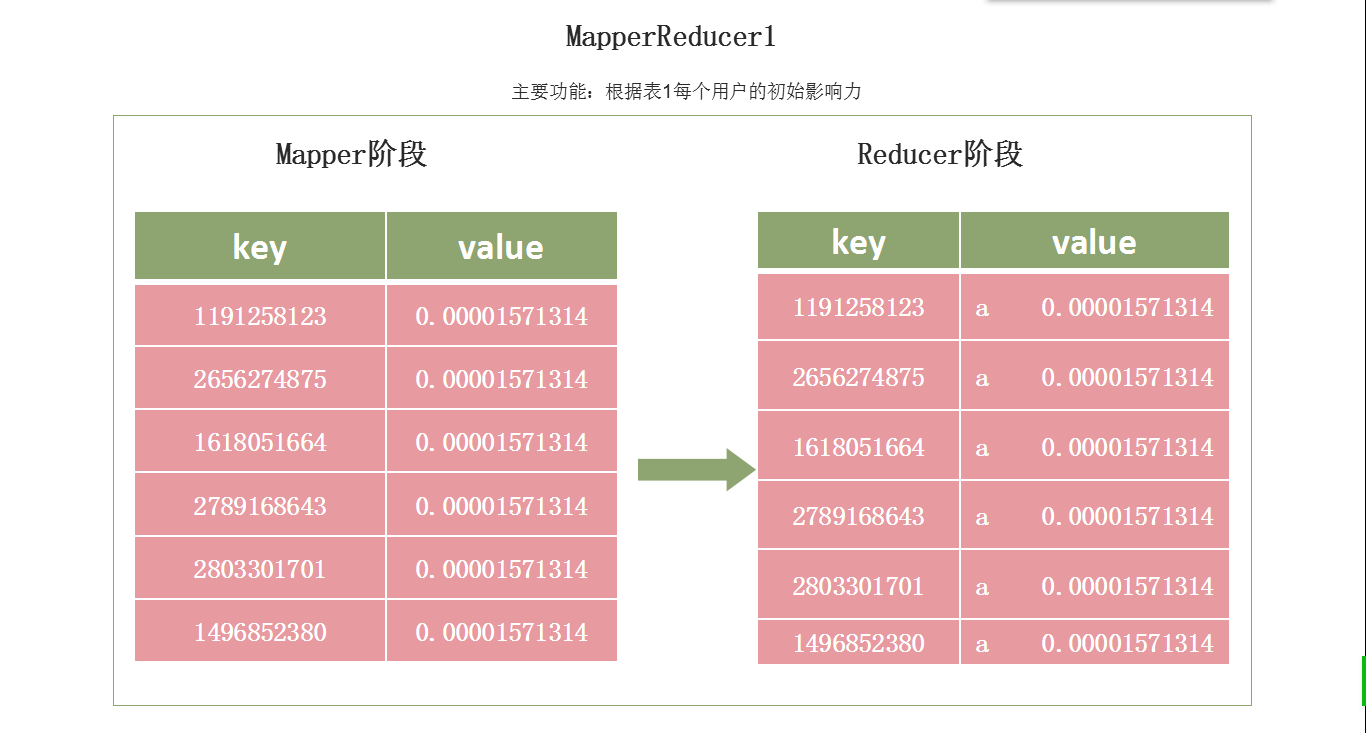 MapperReducer1
主要功能：根据表1每个用户的初始影响力
Mapper阶段
key value
1191258123 0.00001571314
2656274875 0.00001571314
1618051664 0.00001571314
2789168643 0.00001571314
2803301701 0.00001571314
1496852380 0.00001571314
Reducer阶段
key value
1191258123 a 0.00001571314
2656274875 a 0.00001571314
1618051664 a 0.00001571314
2789168643 a 0.00001571314
2803301701 a 0.00001571314
1496852380 a 0.00001571314